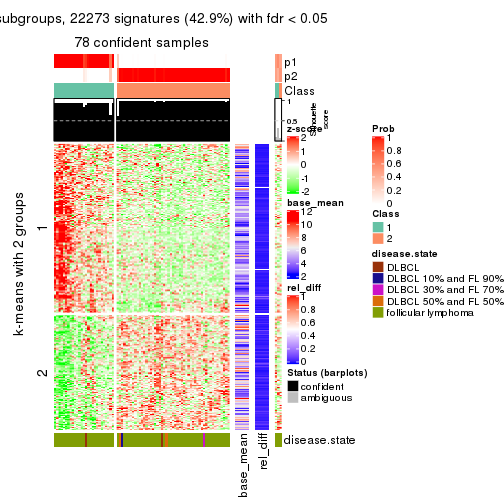 subgroups, 22273 signatures (42.9%) with fdr < 0.05
78 confident samples
p1
p2
Class
1
0.5
Silhouette
score
k-means with 2 groups
1
2
base_mean
rel_diff
disease.state
z-score
2
1
0
-1
-2
base_mean
12
10
8
6
4
2
rel_diff
1
0.8
0.6
0.4
0.2
0
Status (barplots)
confident
ambiguous
Prob
1
0.8
0.6
0.4
0.2
0
Class
1
2
disease.state
DLBCL
DLBCL 10% and FL 90%
DLBCL 30% and FL 70%
DLBCL 50% and FL 50%
follicular lymphoma